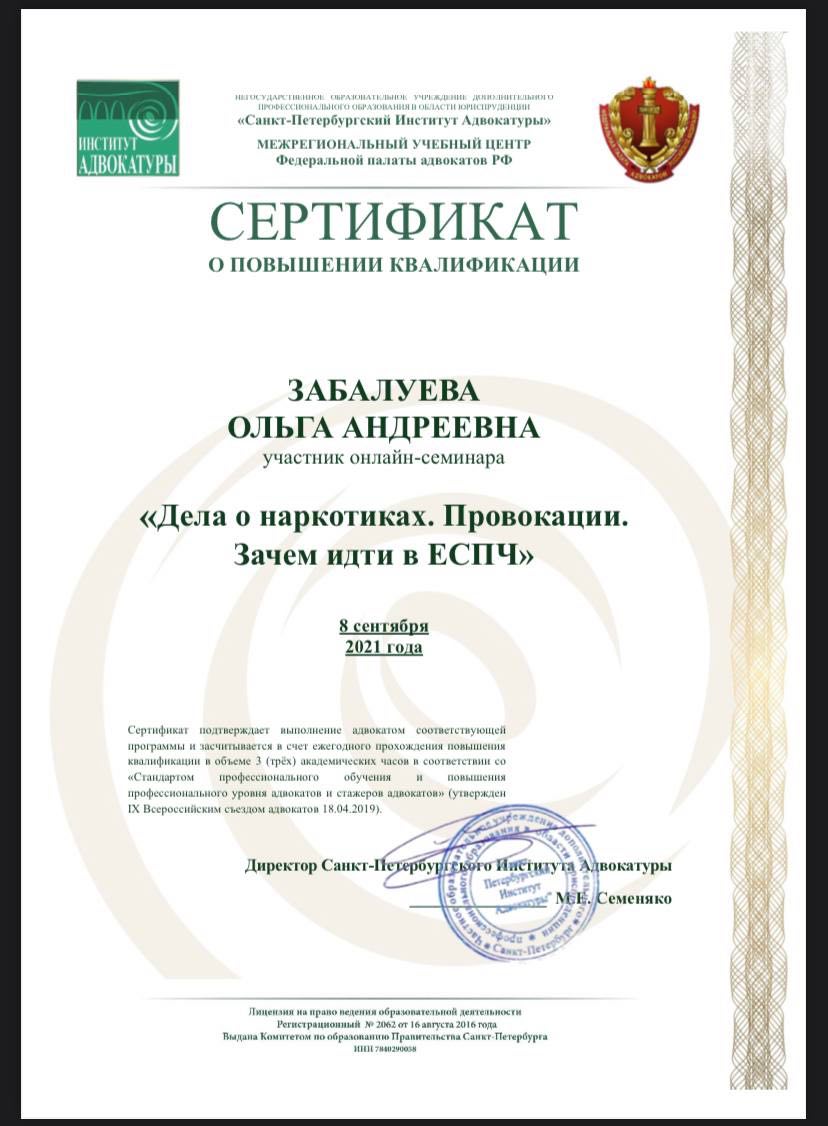 ИНСТИТУТ
АДВОКАТУРЫ
НЕГОСУДАРСТВЕННОЕ ОБРАЗОВАТЕЛЬНОЕ УЧРЕЖДЕНИЕ ДОПОЛНИТЕЛЬНОГО
ПРОФЕССИОНАЛЬНОГО ОБРАЗОВАНИЯ В ОБЛАСТИ ЮРИСПРУДЕНЦИИ
«Санкт-Петербургский Институт Адвокатуры»
МЕЖРЕГИОНАЛЬНЫЙ УЧЕБНЫЙ ЦЕНТР
Федеральной палаты адвокатов РФ
СЕРТИФИКАТ
О ПОВЫШЕНИИ КВАЛИФИКАЦИИ
ЗАБАЛУЕВА
ОЛЬГА АНДРЕЕВНА
участник онлайн-семинара
«Дела о наркотиках. Провокации.
Зачем идти в ЕСПЧ»
8 сентября
2021 года
Сертификат подтверждает выполнение адвокатом соответствующей
программы и засчитывается в счет ежегодного прохождения повышения
квалификации в объеме 3 (трёх) академических часов в соответствии со
«Стандартом профессионального обучения и повышения
профессионального уровня адвокатов и стажеров адвокатов» (утвержден
IX Всероссийским съездом адвокатов 18.04.2019).
Директор Санкт-Петербургского Института Адвокатуры
М.Е. Семеняко
Петербургский
Институт
Адвокатуры"
Лицензия на право ведения образовательной деятельности
Регистрационный № 2062 от 16 августа 2016 года
Выдана Комитетом по образованию Правительства Санкт-Петербурга
ИНН 7840290058